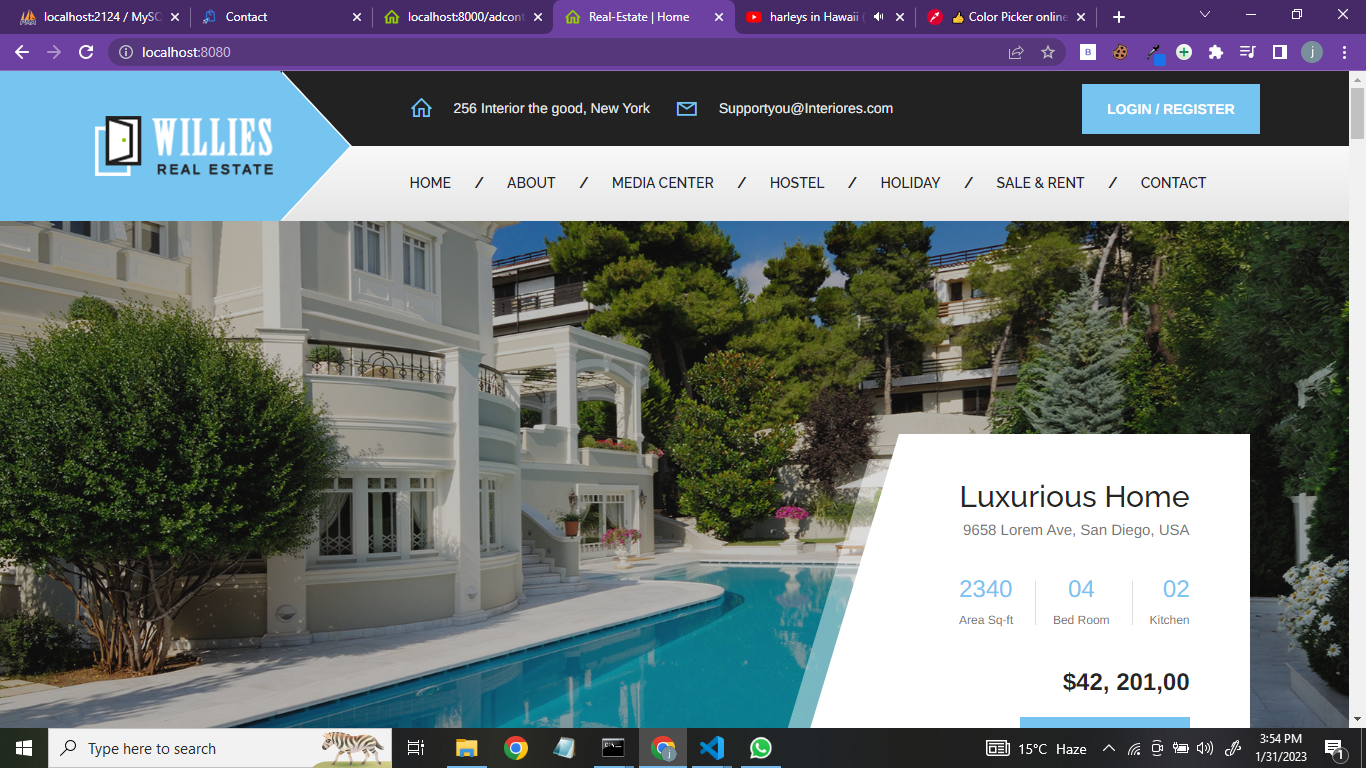 localhost:2124 / MySQ
Contact
localhost:8000/adcont
Real-Estate | Home
harleys in Hawaii (
👍 Color Picker online
localhost:8080
B
j
256 Interior the good, New York
Supportyou@Interiores.com
LOGIN / REGISTER
WILLIES
REAL ESTATE
HOME / ABOUT / MEDIA CENTER / HOSTEL / HOLIDAY / SALE & RENT / CONTACT
Luxurious Home
9658 Lorem Ave, San Diego, USA
2340 04 02
Area Sq-ft Bed Room Kitchen
$42, 201,00
Type here to search
15°C Haze
3:54 PM
1/31/2023
1